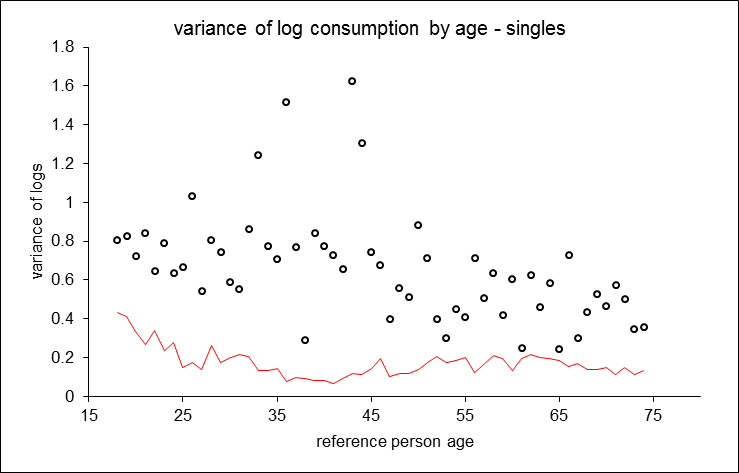 variance of log consumption by age - singles
1.8
1.6
1.4
1.2
1
0.8
0.6
0.4
0.2
0
variance of logs
15 25 35 45 55 65 75
reference person age